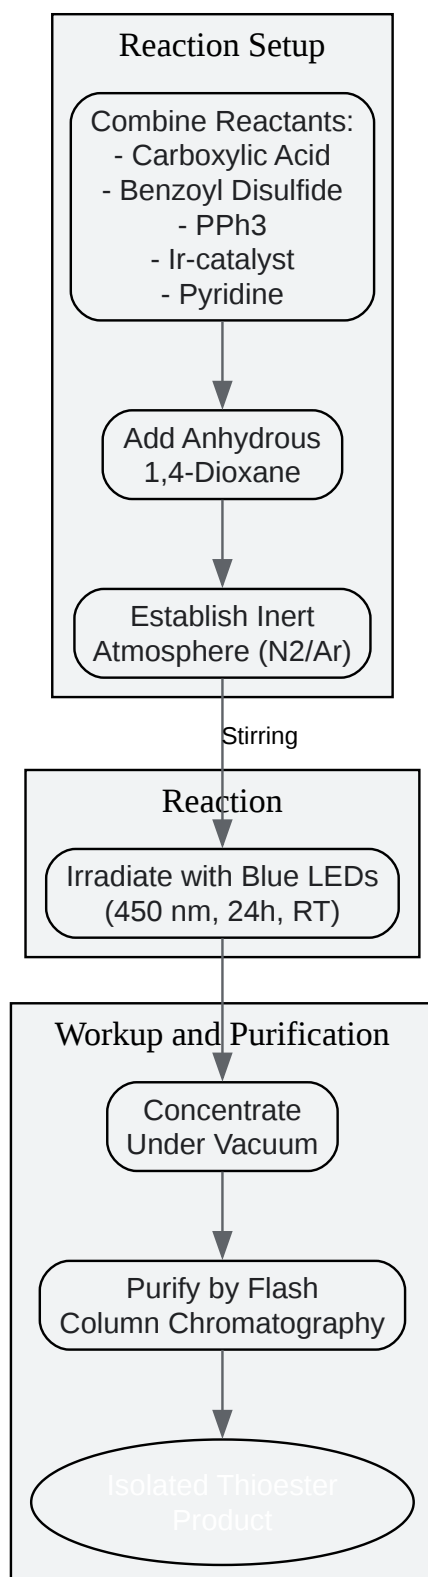 Reaction Setup
Combine Reactants:
- Carboxylic Acid
- Benzoyl Disulfide
- PPh3
- Ir-catalyst
- Pyridine
Add Anhydrous
1,4-Dioxane
Establish Inert
Atmosphere (N2/Ar)
Stirring
Reaction
Irradiate with Blue LEDs
(450 nm, 24h, RT)
Workup and Purification
Concentrate
Under Vacuum
Purify by Flash
Column Chromatography
Isolated Thioester
Product